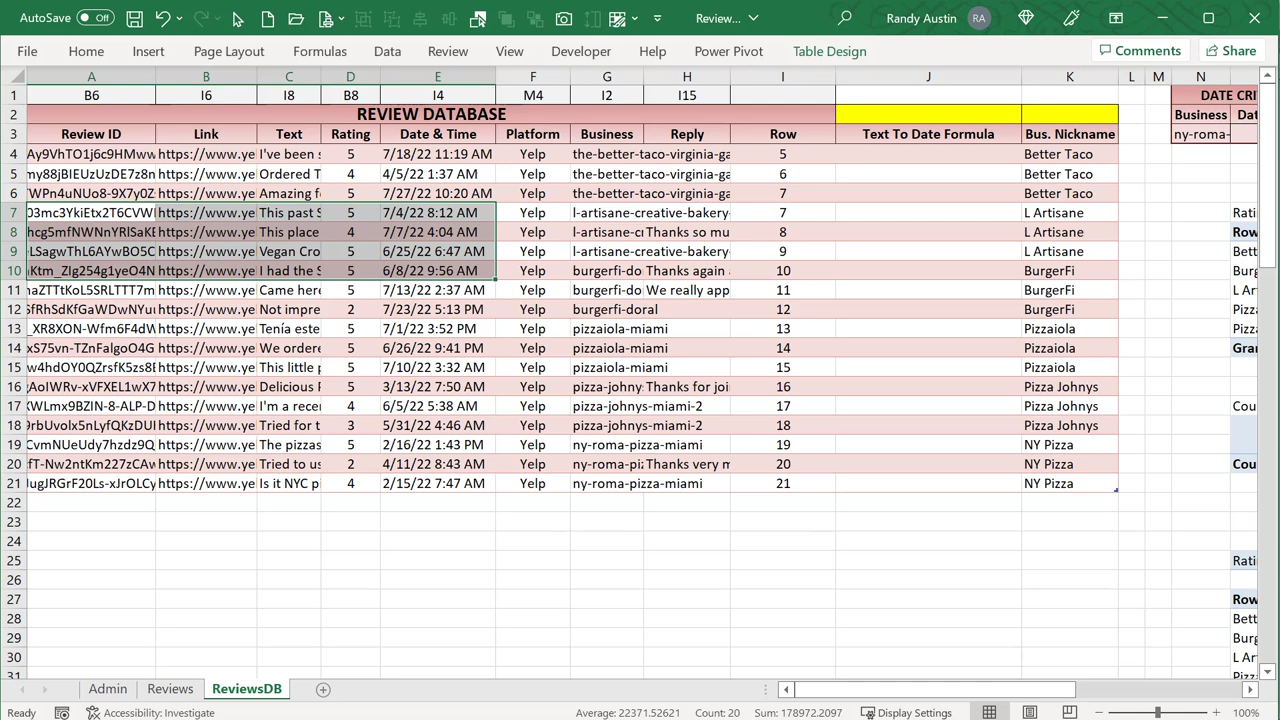 AutoSave Off Review... Randy Austin RA
File Home Insert Page Layout Formulas Data Review View Developer Help Power Pivot Table Design Comments Share
A B C D E F G H I J K L M N
1 B6 I6 I8 B8 I4 M4 I2 I15 DATE CRI
2 REVIEW DATABASE Business Dat
3 Review ID Link Text Rating Date & Time Platform Business Reply Row Text To Date Formula Bus. Nickname ny-roma-
4 Ay9VhTO1j6c9HMww https://www.ye I've been s 5 7/18/22 11:19 AM Yelp the-better-taco-virginia-ga 5 Better Taco
5 my88jBIEUzUzDE7z8n https://www.ye Ordered T 4 4/5/22 1:37 AM Yelp the-better-taco-virginia-ga 6 Better Taco
6 WPn4uNUo8-9X7y0Z https://www.ye Amazing fo 5 7/27/22 10:20 AM Yelp the-better-taco-virginia-ga 7 Better Taco
7 03mc3YkiEtx2T6CVW https://www.ye This past S 5 7/4/22 8:12 AM Yelp l-artisane-creative-bakery- 7 L Artisane Rati
8 hcg5mfNWNnYRlSaKE https://www.ye This place 4 7/7/22 4:04 AM Yelp l-artisane-cr Thanks so mu 8 L Artisane Row
9 LSagwThL6AYwBO5C https://www.ye Vegan Cro 5 6/25/22 6:47 AM Yelp l-artisane-creative-bakery- 9 L Artisane Bett
10 Ktm_ZIg254g1yeO4N https://www.ye I had the S 5 6/8/22 9:56 AM Yelp burgerfi-do Thanks again 10 BurgerFi Burg
11 aZTTtKoL5SRLTTT7m https://www.ye Came here 5 7/13/22 2:37 AM Yelp burgerfi-do We really app 11 BurgerFi L Art
12 fRhSdKfGaWDwNYu https://www.ye Not impre 2 7/23/22 5:13 PM Yelp burgerfi-doral 12 BurgerFi Pizz
13 _XR8XON-Wfm6F4d https://www.ye Tenía este 5 7/1/22 3:52 PM Yelp pizzaiola-miami 13 Pizzaiola Pizz
14 xS75vn-TZnFalgoO4G https://www.ye We ordere 5 6/26/22 9:41 PM Yelp pizzaiola-miami 14 Pizzaiola Gran
15 w4hdOY0QZrsfK5zs8 https://www.ye This little p 5 7/10/22 3:32 AM Yelp pizzaiola-miami 15 Pizzaiola
16 AoIWRv-xVFXEL1wX7 https://www.ye Delicious F 5 3/13/22 7:50 AM Yelp pizza-johny Thanks for joi 16 Pizza Johnys
17 XWLmx9BZIN-8-ALP-D https://www.ye I'm a recen 4 6/5/22 5:38 AM Yelp pizza-johnys-miami-2 17 Pizza Johnys Cou
18 9rbUvoIx5nLyfQKzDU https://www.ye Tried for t 3 5/31/22 4:46 AM Yelp pizza-johnys-miami-2 18 Pizza Johnys
19 CvmNUeUdy7hzdz9Q https://www.ye The pizzas 5 2/16/22 1:43 PM Yelp ny-roma-pizza-miami 19 NY Pizza
20 fT-Nw2ntKm227zCAw https://www.ye Tried to us 2 4/11/22 8:43 AM Yelp ny-roma-piz Thanks very m 20 NY Pizza Cou
21 ugJRGrF20Ls-xJrOLCy https://www.ye Is it NYC pi 4 2/15/22 7:47 AM Yelp ny-roma-pizza-miami 21 NY Pizza
22
23
24
25 Rati
26
27 Row
28 Bett
29 Burg
30 L Art
31
Admin Reviews ReviewsDB
Ready Accessibility: Investigate Average: 22371.52621 Count: 20 Sum: 178972.2097 Display Settings 100%